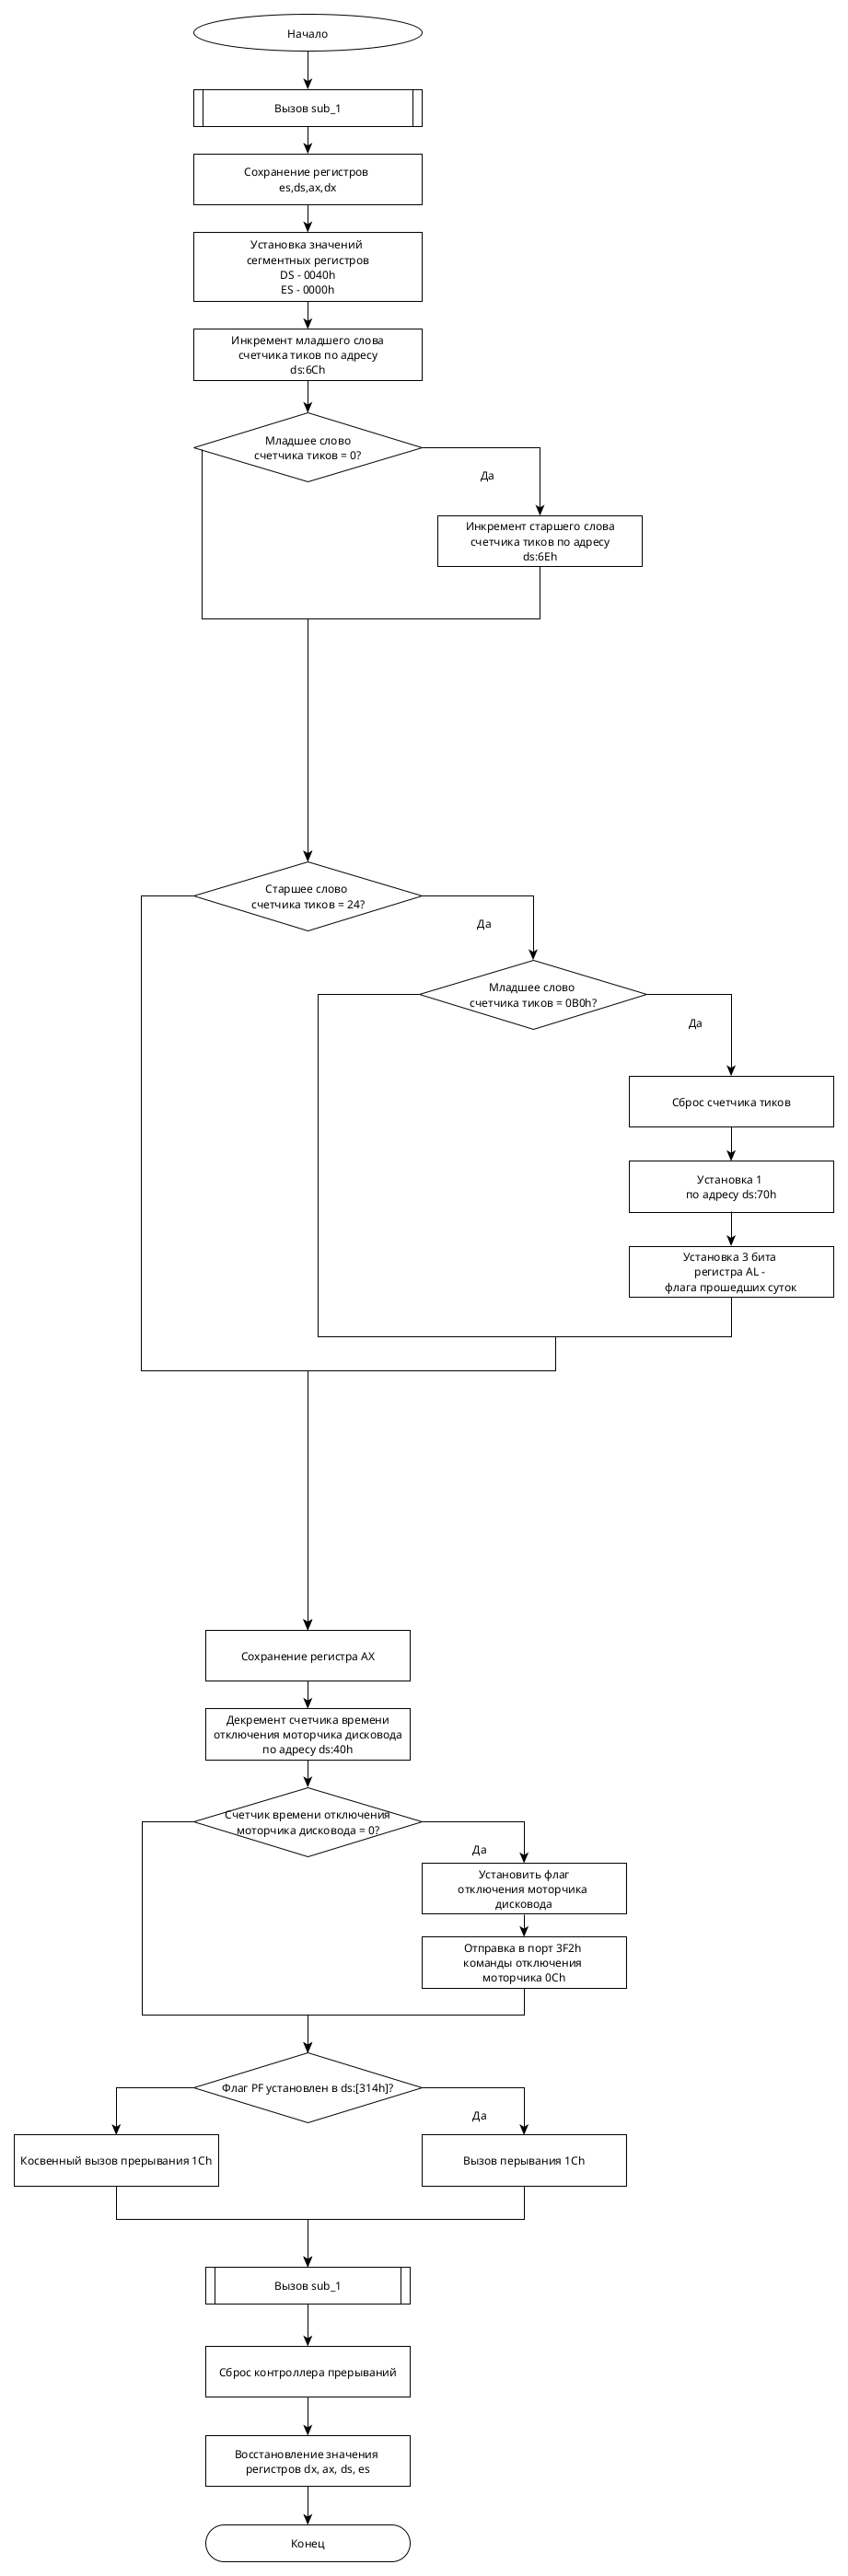 Начало
Вызов sub_1
Сохранение регистров
es,ds,ax,dx
Установка значений
сегментных регистров
DS - 0040h
ES - 0000h
Инкремент младшего слова
счетчика тиков по адресу
ds:6Ch
Младшее слово
счетчика тиков = 0?
Да
Инкремент старшего слова
счетчика тиков по адресу
ds:6Eh
Старшее слово
счетчика тиков = 24?
Да
Младшее слово
счетчика тиков = 0B0h?
Да
Сброс счетчика тиков
Установка 1
по адресу ds:70h
Установка 3 бита
регистра AL -
флага прошедших суток
Сохранение регистра AX
Декремент счетчика времени
отключения моторчика дисковода
по адресу ds:40h
Счетчик времени отключения
моторчика дисковода = 0?
Да
Установить флаг
отключения моторчика
дисковода
Отправка в порт 3F2h
команды отключения
моторчика 0Ch
Флаг PF установлен в ds:[314h]?
Да
Косвенный вызов прерывания 1Ch
Вызов перывания 1Ch
Вызов sub_1
Сброс контроллера прерываний
Восстановление значения
регистров dx, ax, ds, es
Конец